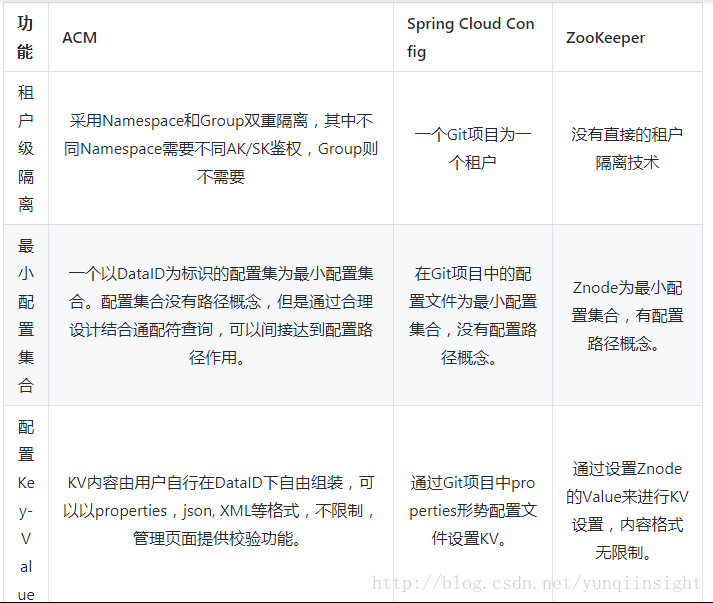 功
能
ACM
Spring Cloud Con
fig
ZooKeeper
租
户
级
隔
离
采用Namespace和Group双重隔离，其中不
同Namespace需要不同AK/SK鉴权，Group则
不需要
一个Git项目为一
个租户
没有直接的租户
隔离技术
最
小
配
置
集
合
一个以DataID为标识的配置集为最小配置集
合。配置集合没有路径概念，但是通过合理
设计结合通配符查询，可以间接达到配置路
径作用。
在Git项目中的配
置文件为最小配置
集合，没有配置路
径概念。
Znode为最小配
置集合，有配置
路径概念。
配
置
Ke
y-
V
al
ue
KV内容由用户自行在DataID下自由组装，可
以以properties，json, XML等格式，不限制，
管理页面提供校验功能。
通过Git项目中pro
perties形势配置文
件设置KV。
通过设置Znode
的Value来进行KV
设置，内容格式
无限制。
http://blog.csdn.net/yunqiinsight